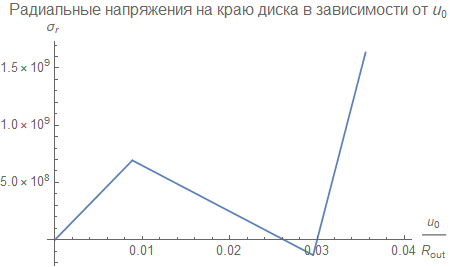 Радиальные напряжения на краю диска в зависимости от u₀
σᵣ
1.5 × 10⁹
1.0 × 10⁹
5.0 × 10⁸
0.01 0.02 0.03 0.04
u₀
R_out